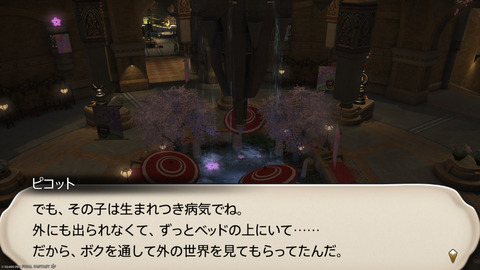 ピコット
でも、その子は生まれつき病気でね。
外にも出られなくて、ずっとベッドの上にいて……
だから、ボクを通して外の世界を見てもらってたんだ。